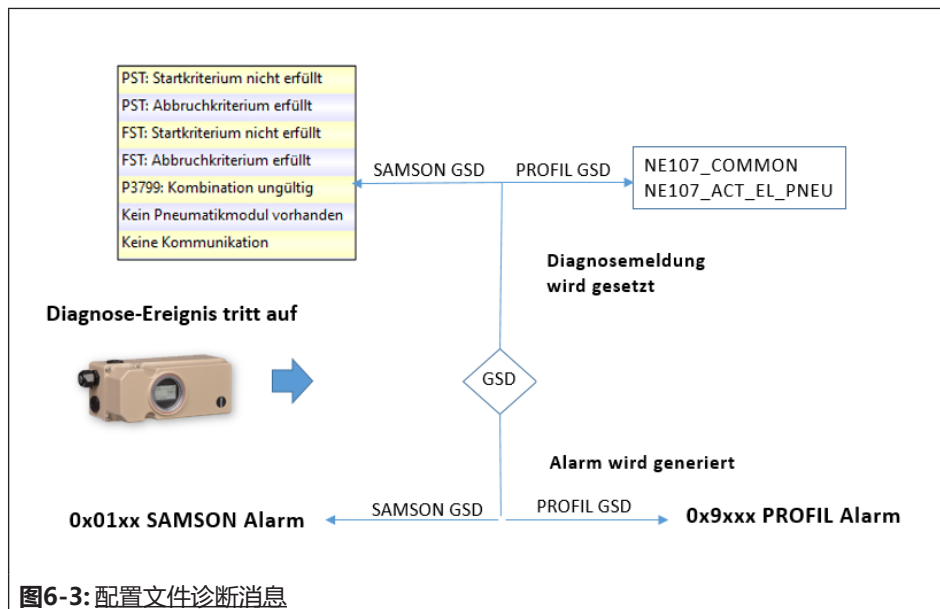 PST: Startkriterium nicht erfüllt
PST: Abbruchkriterium erfüllt
FST: Startkriterium nicht erfüllt
FST: Abbruchkriterium erfüllt
P3799: Kombination ungültig
Kein Pneumatikmodul vorhanden
Keine Kommunikation
SAMSON GSD
PROFIL GSD
NE107_COMMON
NE107_ACT_EL_PNEU
Diagnosemeldung
wird gesetzt
Diagnose-Ereignis tritt auf
GSD
Alarm wird generiert
0x01xx SAMSON Alarm
SAMSON GSD
PROFIL GSD
0x9xxx PROFIL Alarm
图6-3: 配置文件诊断消息